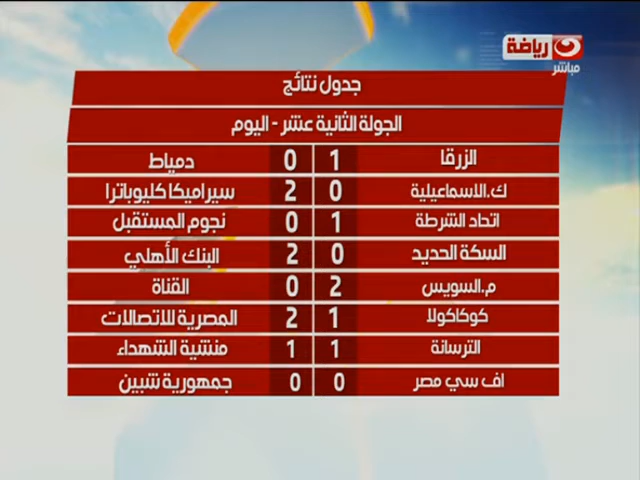 رياضة
مباشر
جدول نتائج
الجولة الثانية عشر - اليوم
الزرقا 1 0 دمياط
ك.الاسماعيلية 0 2 سيراميكا كليوباترا
اتحاد الشرطة 1 0 نجوم المستقبل
السكة الحديد 0 2 البنك الأهلي
م.السويس 2 0 القناة
كوكاكولا 1 2 المصرية للاتصالات
الترسانة 1 1 منشية الشهداء
اف سي مصر 0 0 جمهورية شبين